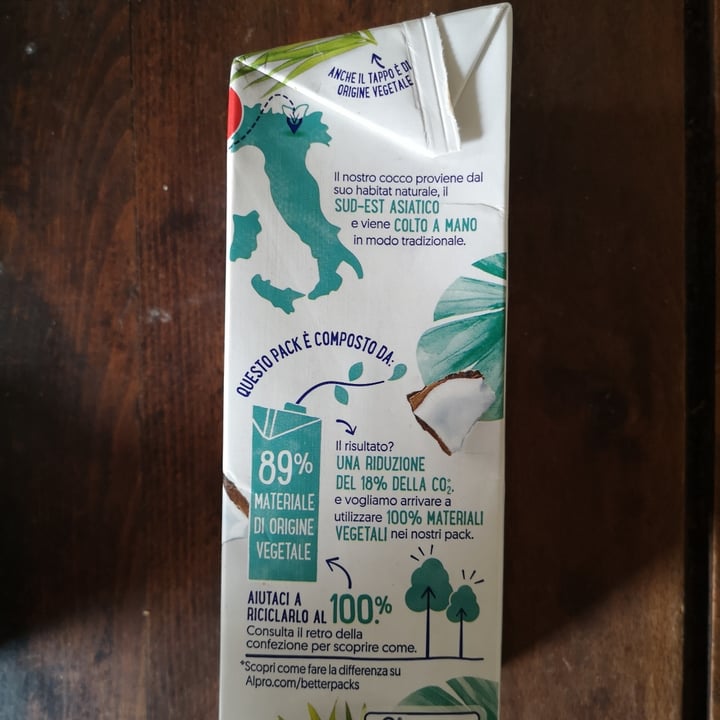 ANCHE IL TAPPO È DI
ORIGINE VEGETALE
Il nostro cocco proviene dal
suo habitat naturale, il
SUD-EST ASIATICO
e viene COLTO A MANO
in modo tradizionale.
QUESTO PACK È COMPOSTO DA:
89%
MATERIALE
DI ORIGINE
VEGETALE
Il risultato?
UNA RIDUZIONE
DEL 18% DELLA CO₂*,
e vogliamo arrivare a
utilizzare 100% MATERIALI
VEGETALI nei nostri pack.
AIUTACI A
RICICLARLO AL 100%.
Consulta il retro della
confezione per scoprire come.
*Scopri come fare la differenza su
Alpro.com/betterpacks